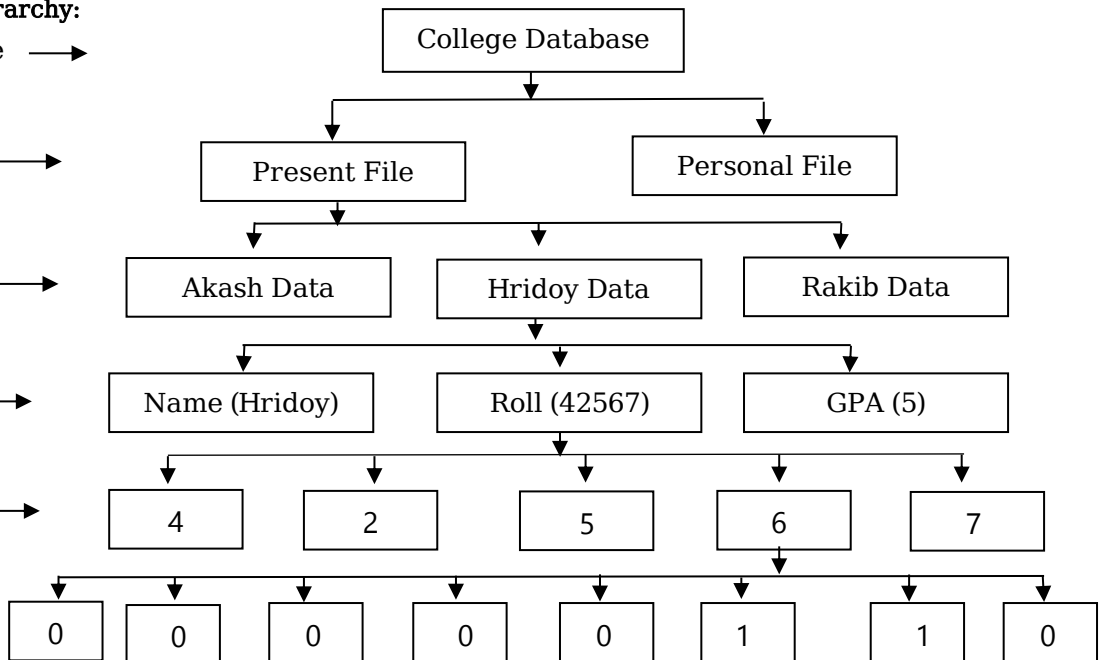 rarchy:
e
College Database
Present File
Personal File
Akash Data
Hridoy Data
Rakib Data
Name (Hridoy)
Roll (42567)
GPA (5)
4
2
5
6
7
0
0
0
0
0
1
1
0